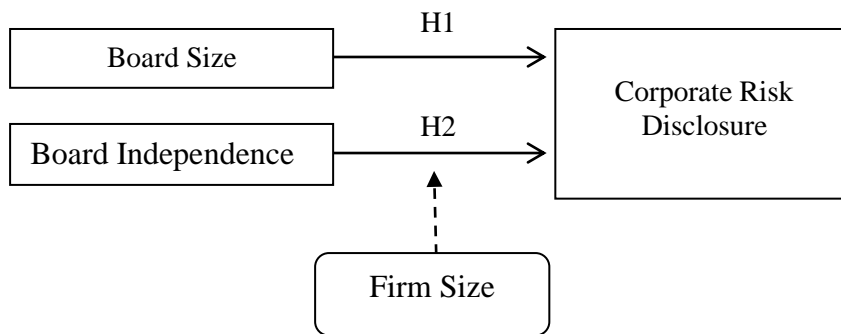 H1
Board Size
Corporate Risk
Disclosure
H2
Board Independence
Firm Size